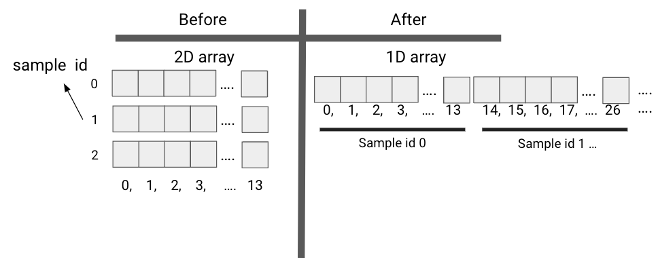 Before
After
2D array
1D array
sample id
0
....
1
....
2
....
0, 1, 2, 3, .... 13
.... .... ....
0, 1, 2, 3, .... 13 14, 15, 16, 17, .... 26 ....
Sample id 0
Sample id 1 ...